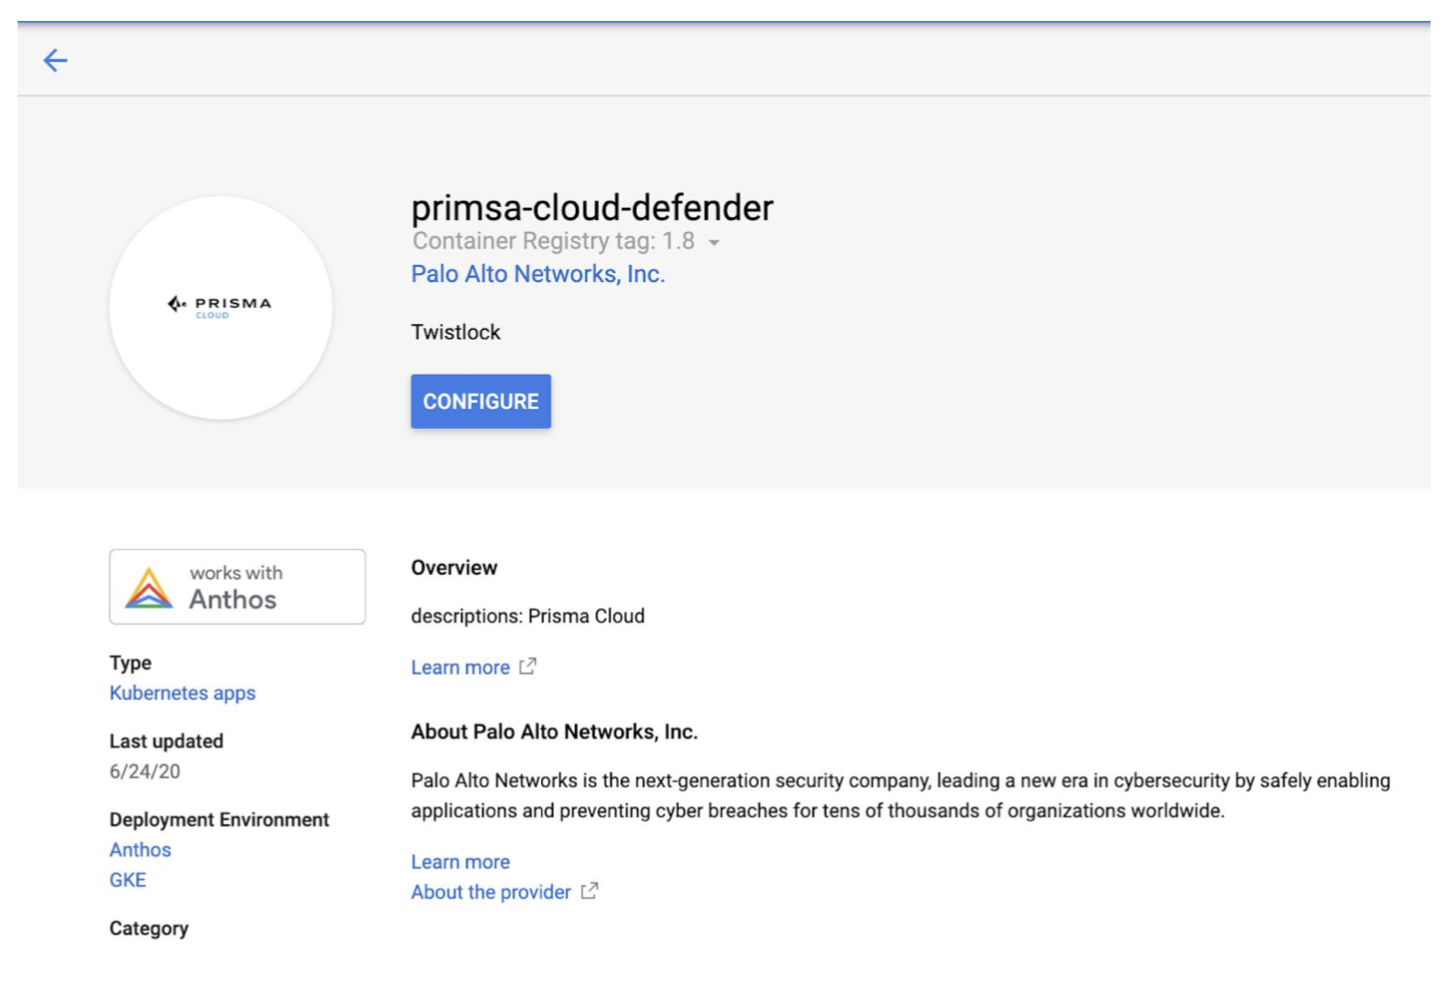 primsa-cloud-defender
Container Registry tag: 1.8
Palo Alto Networks, Inc.
PRISMA
CLOUD
Twistlock
CONFIGURE
works with
Anthos
Type
Kubernetes apps
Last updated
6/24/20
Deployment Environment
Anthos
GKE
Category
Overview
descriptions: Prisma Cloud
Learn more
About Palo Alto Networks, Inc.
Palo Alto Networks is the next-generation security company, leading a new era in cybersecurity by safely enabling
applications and preventing cyber breaches for tens of thousands of organizations worldwide.
Learn more
About the provider